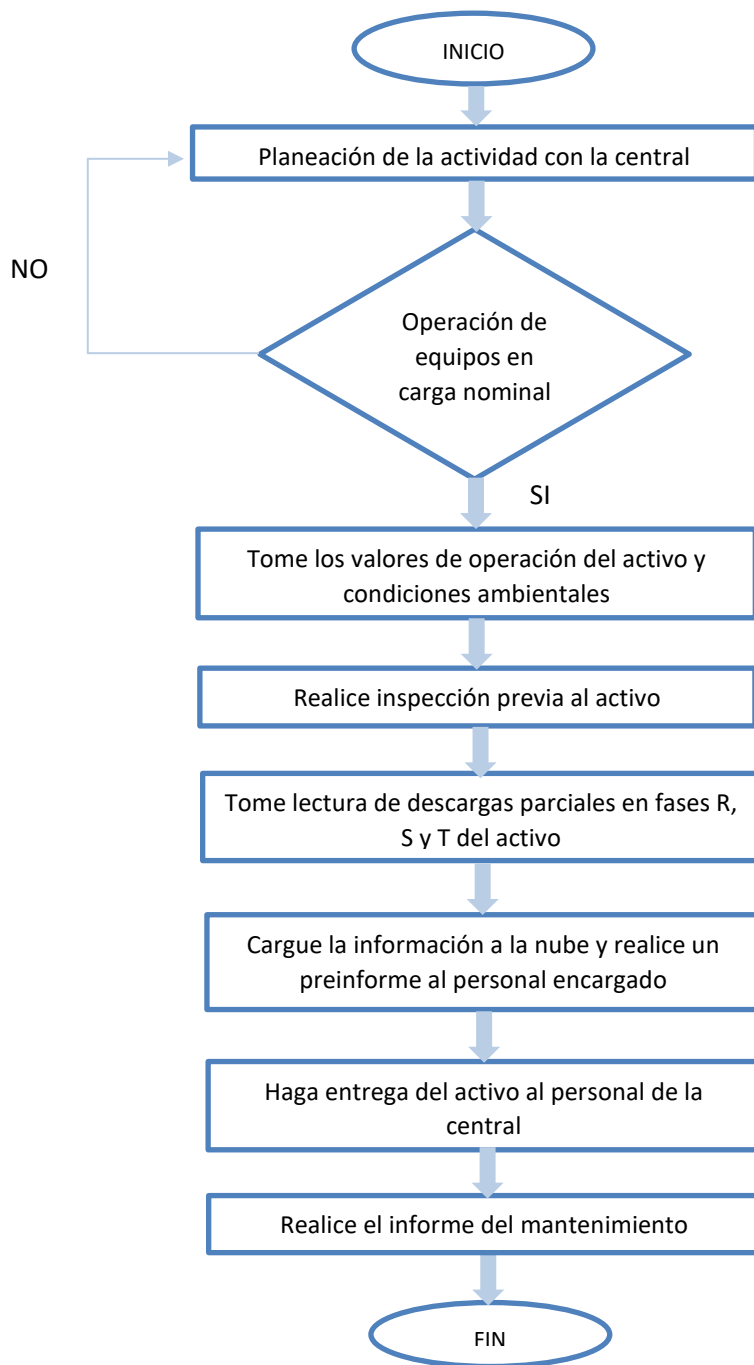 INICIO
Planeación de la actividad con la central
NO
Operación de
equipos en
carga nominal
SI
Tome los valores de operación del activo y
condiciones ambientales
Realice inspección previa al activo
Tome lectura de descargas parciales en fases R,
S y T del activo
Cargue la información a la nube y realice un
preinforme al personal encargado
Haga entrega del activo al personal de la
central
Realice el informe del mantenimiento
FIN